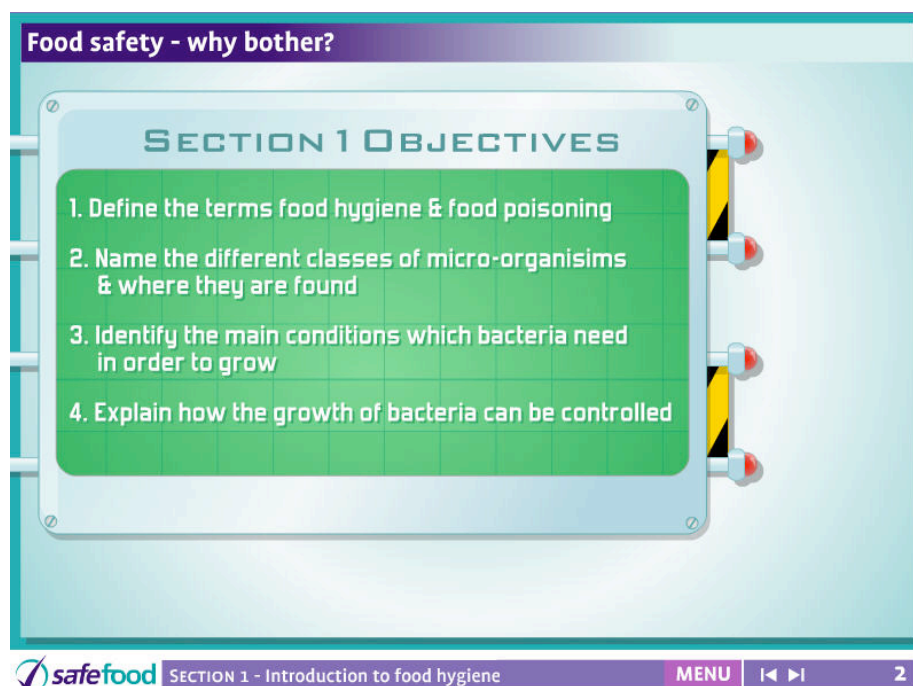 Food safety - why bother?
SECTION 1 OBJECTIVES
1. Define the terms food hygiene & food poisoning
2. Name the different classes of micro-organisims
& where they are found
3. Identify the main conditions which bacteria need
in order to grow
4. Explain how the growth of bacteria can be controlled
safefood SECTION 1 - Introduction to food hygiene MENU 2